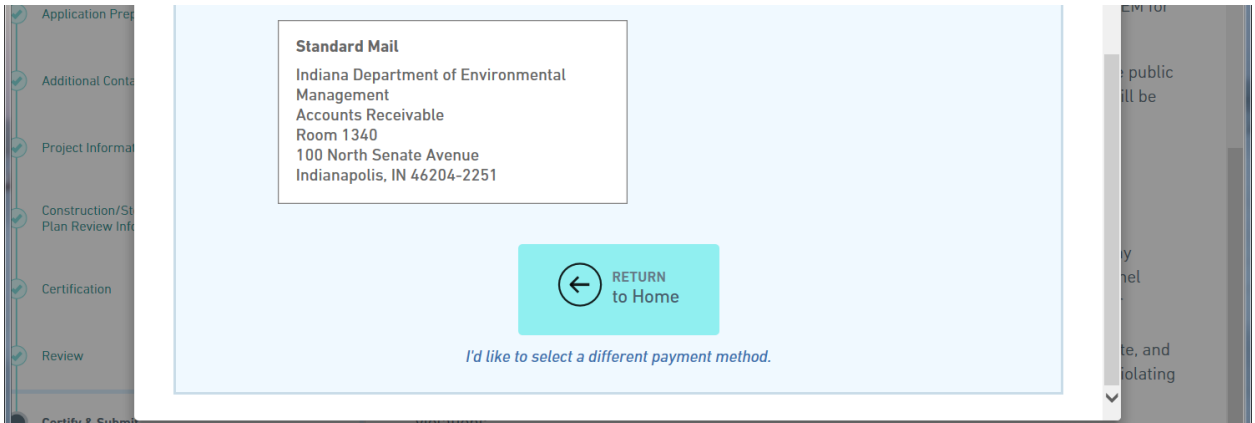 Application Prep
Additional Conta
Project Informat
Construction/St
Plan Review Info
Certification
Review
Certify & Submit
Standard Mail
Indiana Department of Environmental
Management
Accounts Receivable
Room 1340
100 North Senate Avenue
Indianapolis, IN 46204-2251
RETURN
to Home
I'd like to select a different payment method.
EM for
public
ill be
te, and
iolating